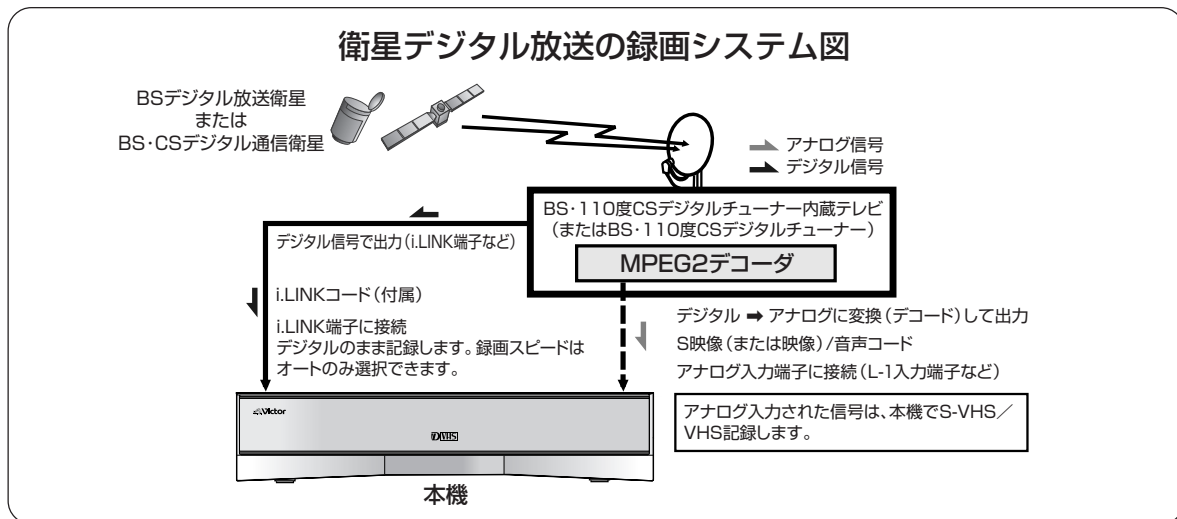 衛星デジタル放送の録画システム図
BSデジタル放送衛星
または
BS・CSデジタル通信衛星
アナログ信号
デジタル信号
BS・110度CSデジタルチューナー内蔵テレビ
(またはBS・110度CSデジタルチューナー)
MPEG2デコーダ
デジタル信号で出力(i.LINK端子など)
i.LINKコード(付属)
i.LINK端子に接続
デジタルのまま記録します。録画スピードは
オートのみ選択できます。
デジタル ➡ アナログに変換(デコード)して出力
S映像(または映像)/音声コード
アナログ入力端子に接続(L-1入力端子など)
アナログ入力された信号は、本機でS-VHS/
VHS記録します。
Victor
D-VHS
本機